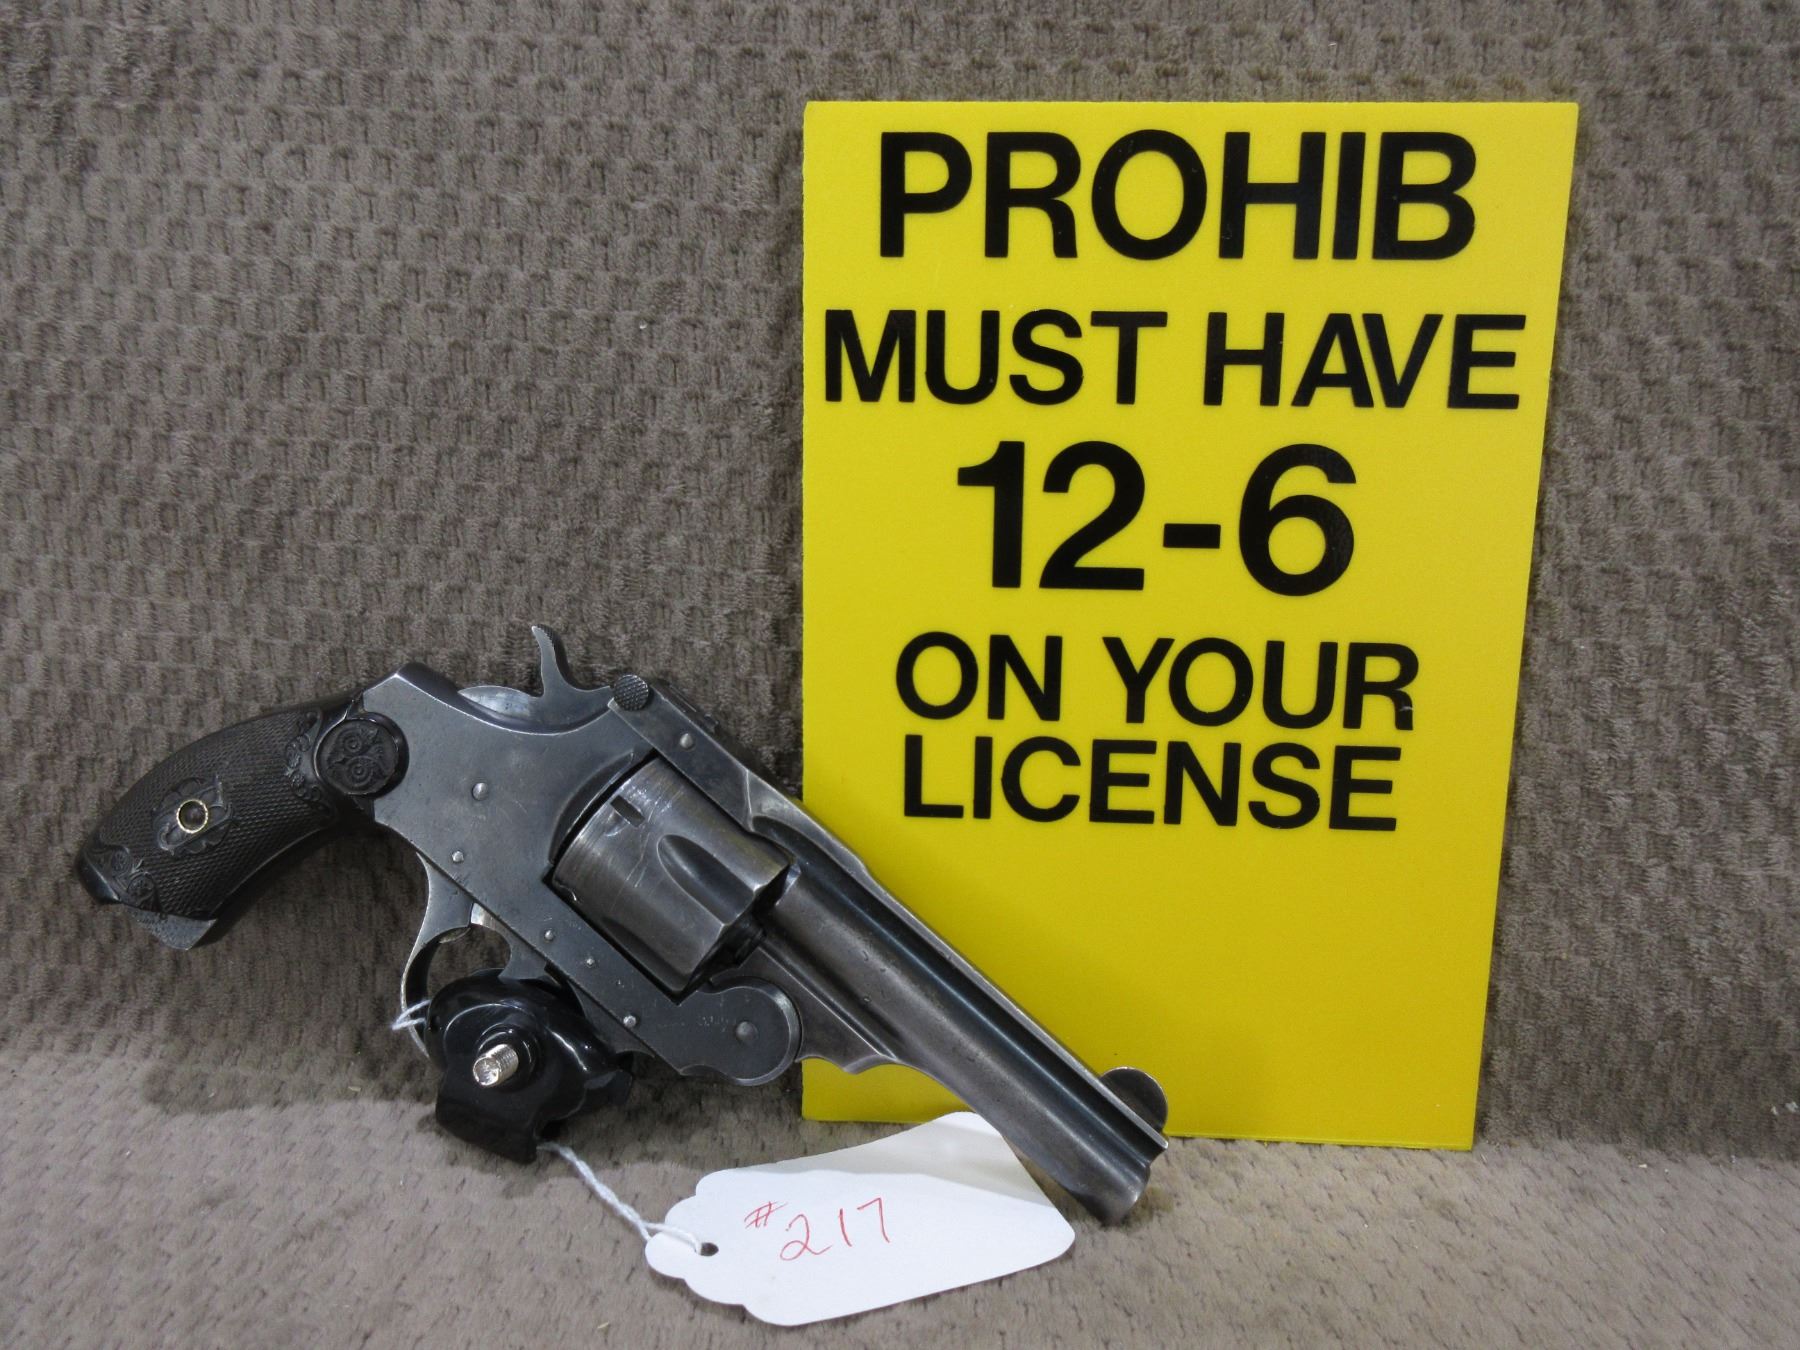 PROHIB
MUST HAVE
12-6
ON YOUR
LICENSE
#217